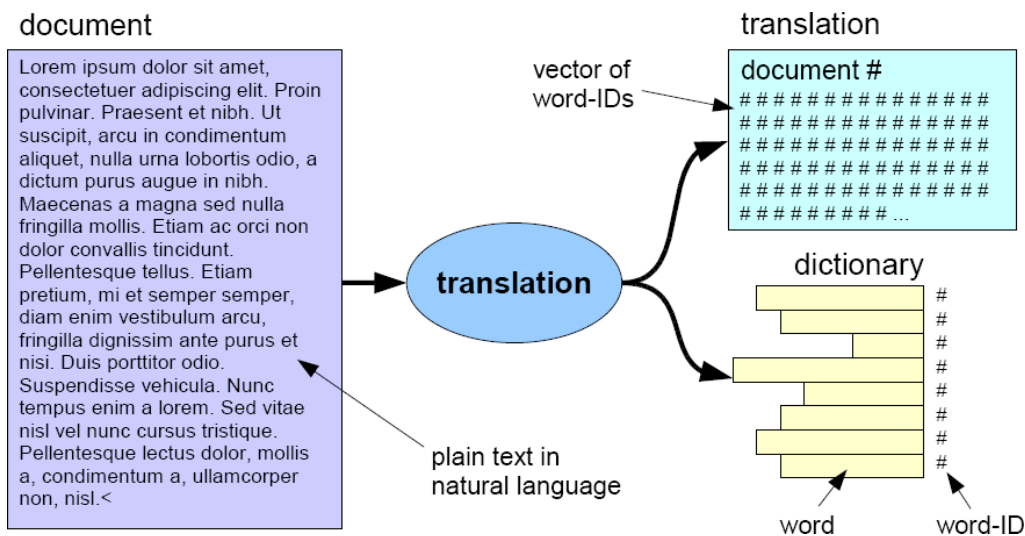 document
Lorem ipsum dolor sit amet,
consectetuer adipiscing elit. Proin
pulvinar. Praesent et nibh. Ut
suscipit, arcu in condimentum
aliquet, nulla urna lobortis odio, a
dictum purus augue in nibh.
Maecenas a magna sed nulla
fringilla mollis. Etiam ac orci non
dolor convallis tincidunt.
Pellentesque tellus. Etiam
pretium, mi et semper semper,
diam enim vestibulum arcu,
fringilla dignissim ante purus et
nisi. Duis porttitor odio.
Suspendisse vehicula. Nunc
tempus enim a lorem. Sed vitae
nisl vel nunc cursus tristique.
Pellentesque lectus dolor, mollis
a, condimentum a, ullamcorper
non, nisl.<
plain text in
natural language
translation
vector of
word-IDs
translation
document #
# # # # # # # # # # # # # # #
# # # # # # # # # # # # # # #
# # # # # # # # # # # # # # #
# # # # # # # # # # # # # # #
# # # # # # # # # # # # # # #
# # # # # # # # # ...
dictionary
#
#
#
#
#
#
#
#
word
word-ID